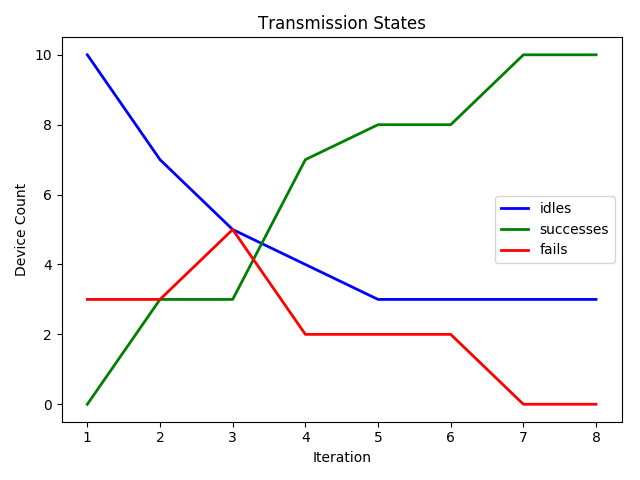 Transmission States
Device Count
10
8
6
4
2
0
idles
successes
fails
1 2 3 4 5 6 7 8
Iteration